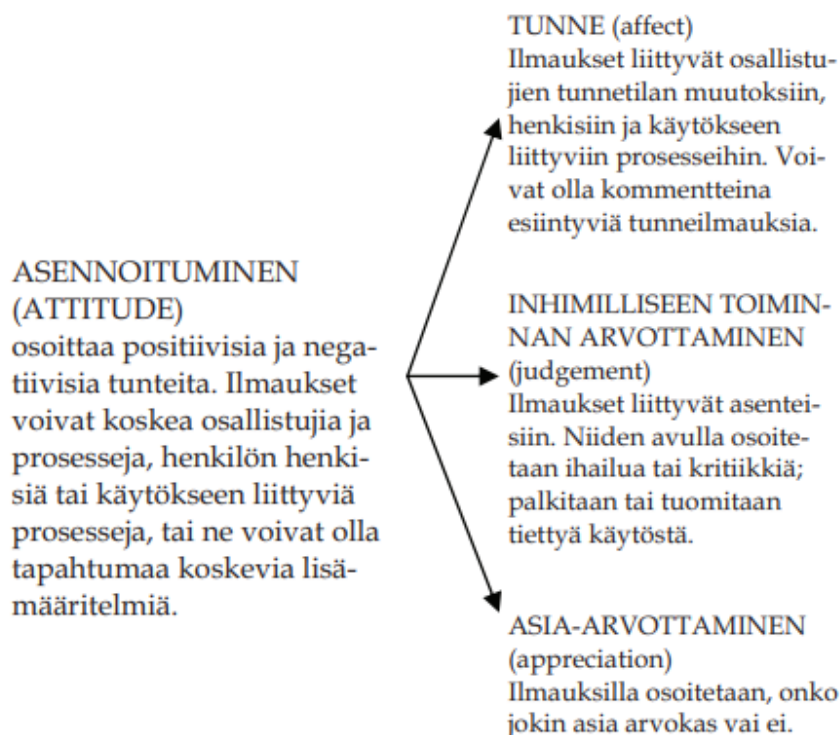 ASENNOITUMINEN
(ATTITUDE)
osoittaa positiivisia ja nega-
tiivisia tunteita. Ilmaukset
voivat koskea osallistujia ja
prosesseja, henkilön henki-
siä tai käytökseen liittyviä
prosesseja, tai ne voivat olla
tapahtumaa koskevia lisä-
määritelmiä.
TUNNE (affect)
Ilmaukset liittyvät osallistu-
jien tunnetilan muutoksiin,
henkisiin ja käytökseen
liittyviin prosesseihin. Voi-
vat olla kommentteina
esiintyviä tunneilmauksia.
INHIMILLISEEN TOIMIN-
NAN ARVOTTAMINEN
(judgement)
Ilmaukset liittyvät asentei-
siin. Niiden avulla osoite-
taan ihailua tai kritiikkiä;
palkitaan tai tuomitaan
tiettyä käytöstä.
ASIA-ARVOTTAMINEN
(appreciation)
Ilmauksilla osoitetaan, onko
jokin asia arvokas vai ei.